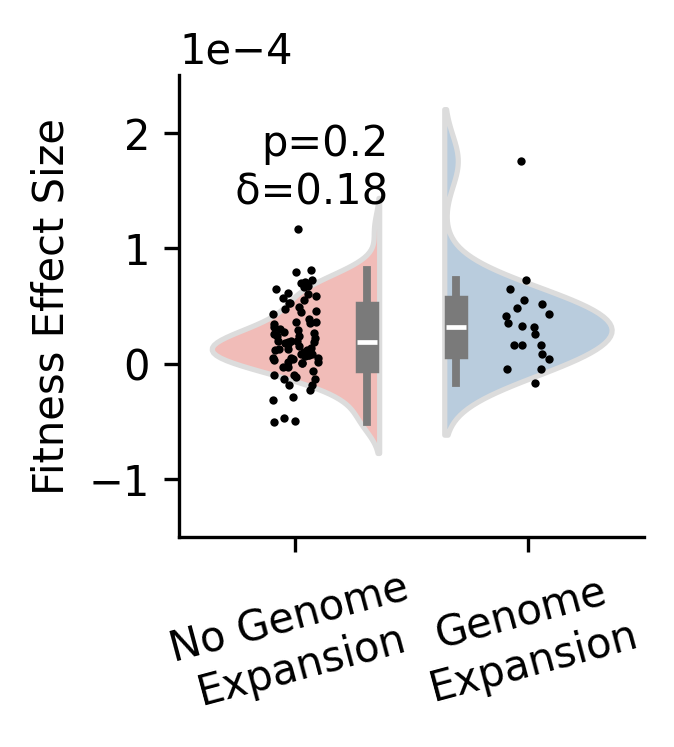 1e−4
Fitness Effect Size
2
1
0
−1
p=0.2
δ=0.18
No Genome
Expansion
Genome
Expansion